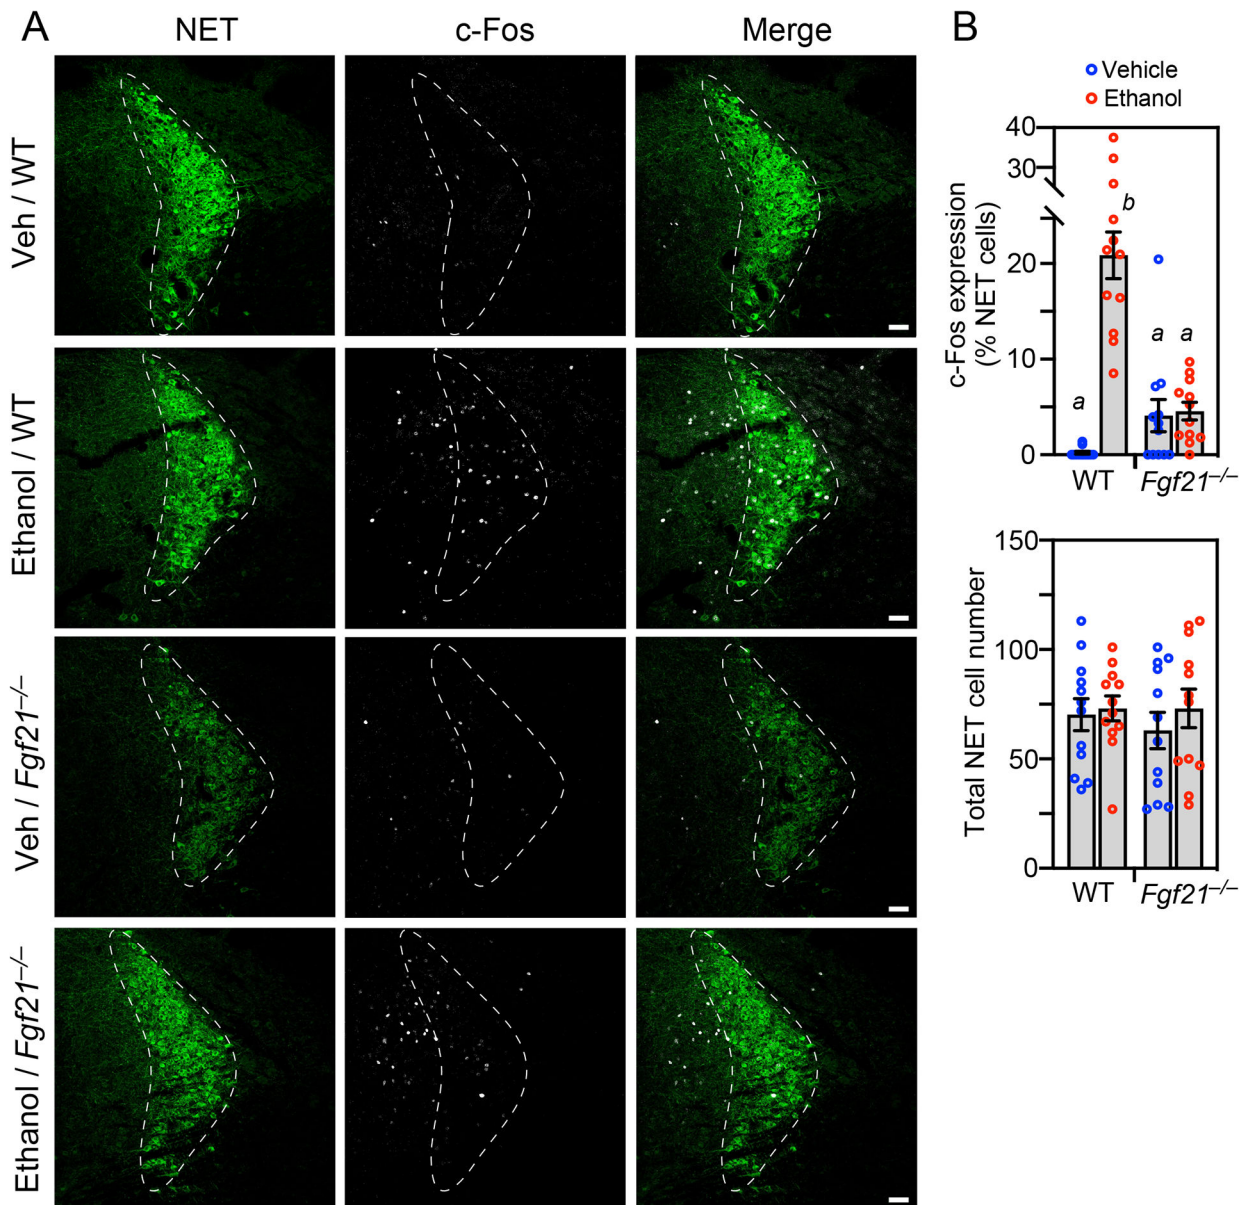 A
NET
c-Fos
Merge
Veh / WT
Ethanol / WT
Veh / Fgf21–/–
Ethanol / Fgf21–/–
B
Vehicle
Ethanol
c-Fos expression
(% NET cells)
40
30
20
10
0
a
b
a
a
WT
Fgf21–/–
Total NET cell number
150
100
50
0
WT
Fgf21–/–